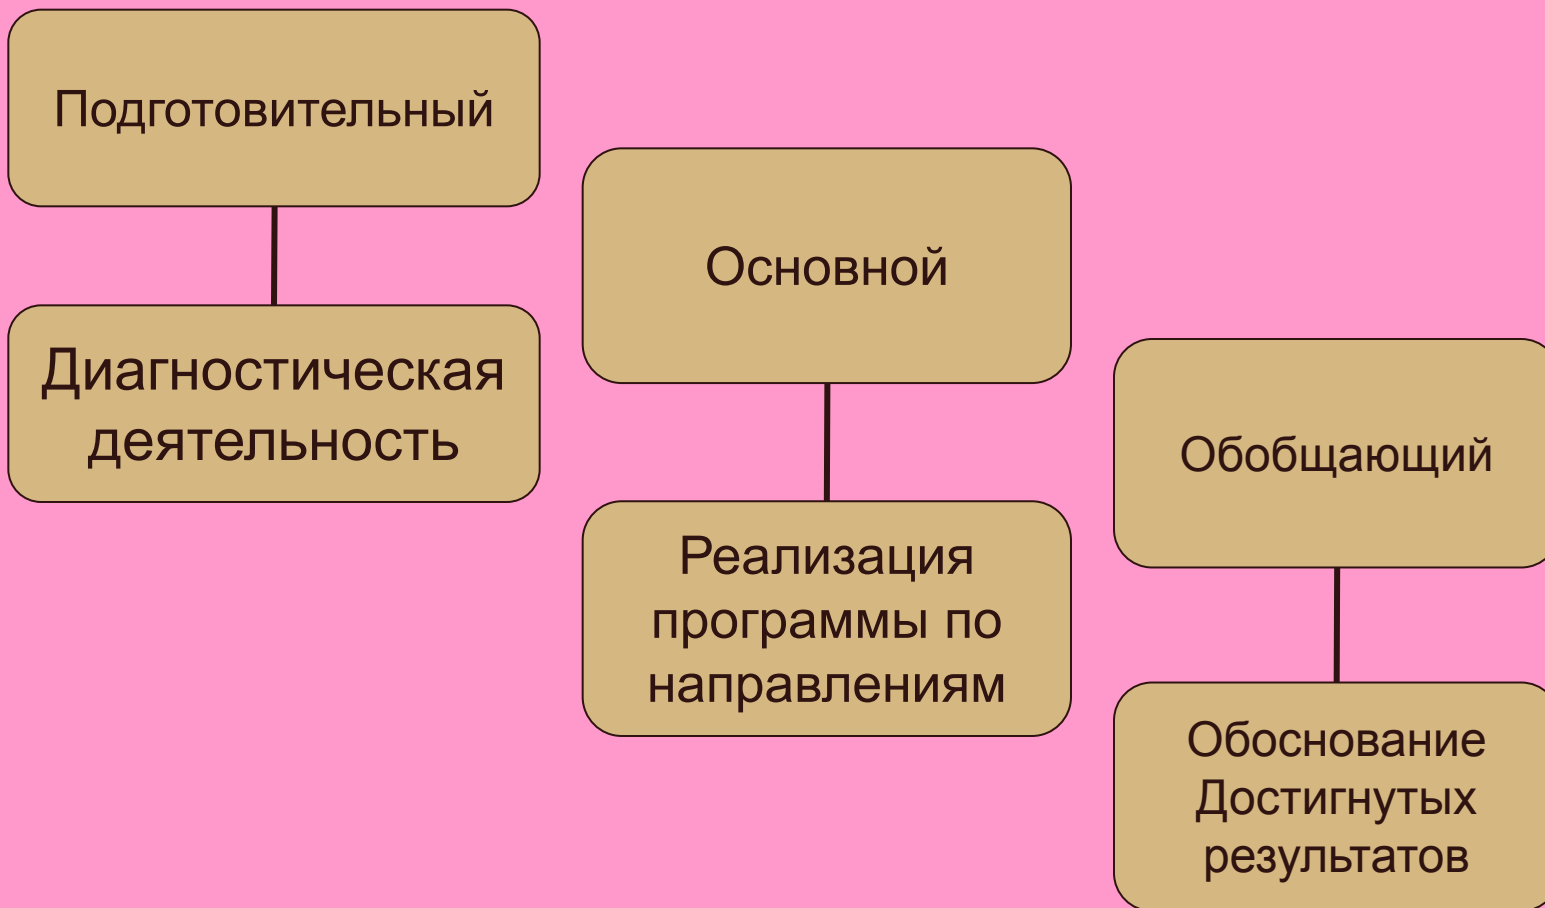 Подготовительный
Диагностическая
деятельность
Основной
Реализация
программы по
направлениям
Обобщающий
Обоснование
Достигнутых
результатов